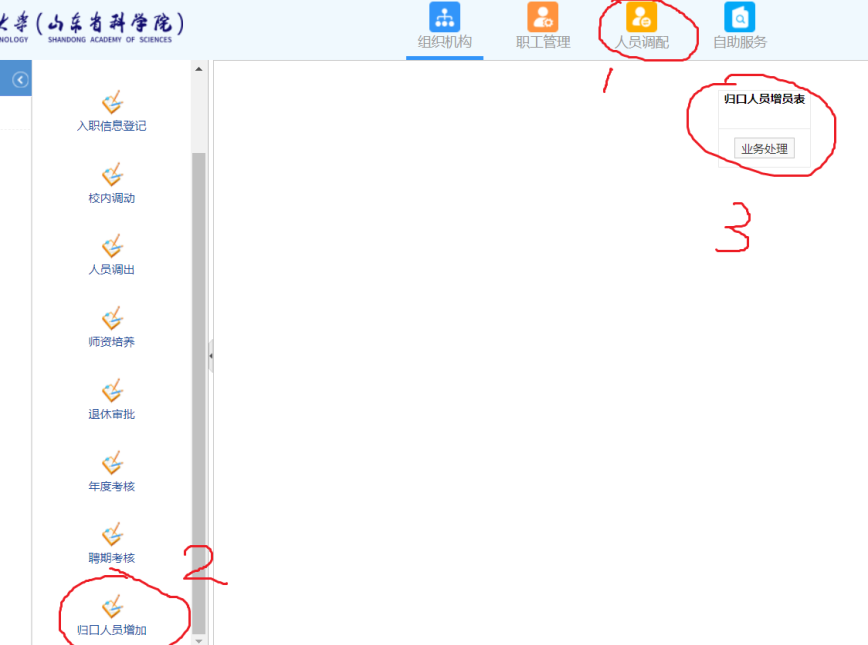 大学(山东省科学院)
NOLOGY SHANDONG ACADEMY OF SCIENCES
组织机构 职工管理 人员调配 自助服务
1
入职信息登记
校内调动
人员调出
师资培养
退休审批
年度考核
聘期考核
2
归口人员增加
归口人员增员表
业务处理
3